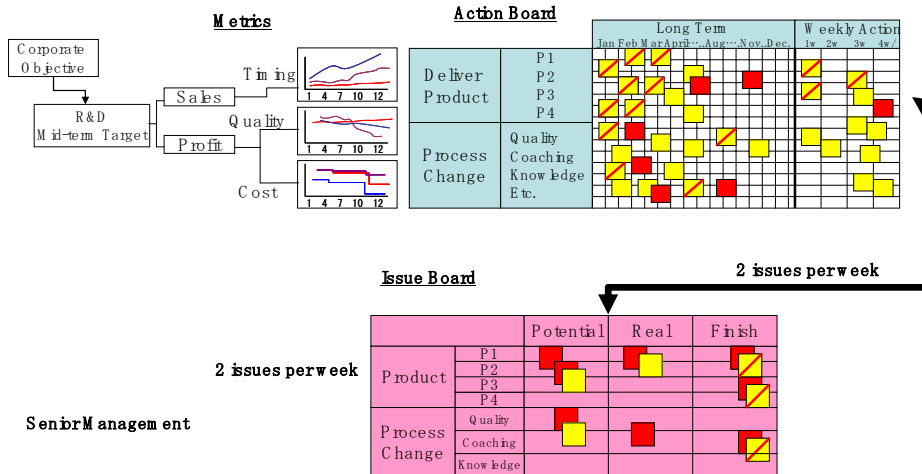 Metrics
Action Board
Corporate
Objective
R&D
Mid-term Target
Sales
Profit
Timing
1 4 7 10 12
Quality
1 4 7 10 12
Cost
1 4 7 10 12
Long Term
Weekly Action
Jan Feb Mar April‥‥Aug‥‥Nov‥Dec.
1w 2w 3w 4w/
Deliver
Product
P1
P2
P3
P4
Process
Change
Quality
Coaching
Knowledge
Etc.
Issue Board
2 issues per week
Potential Real Finish
2 issues per week
Product
P1
P2
P3
P4
Senior Management
Process
Change
Quality
Coaching
Knowledge